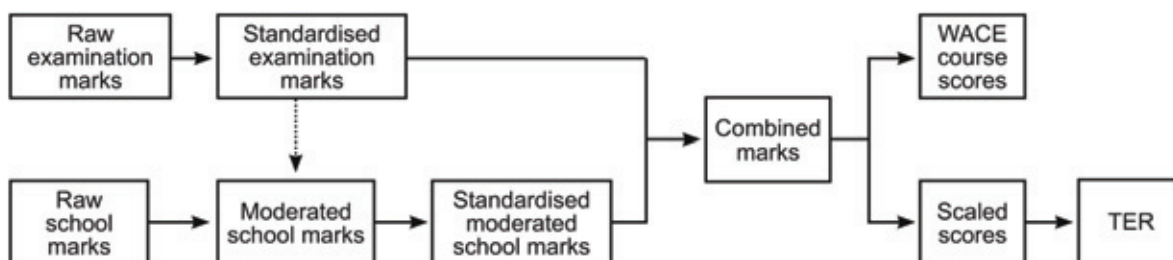 Raw
examination
marks
Standardised
examination
marks
WACE
course
scores
Combined
marks
Raw
school
marks
Moderated
school marks
Standardised
moderated
school marks
Scaled
scores
TER